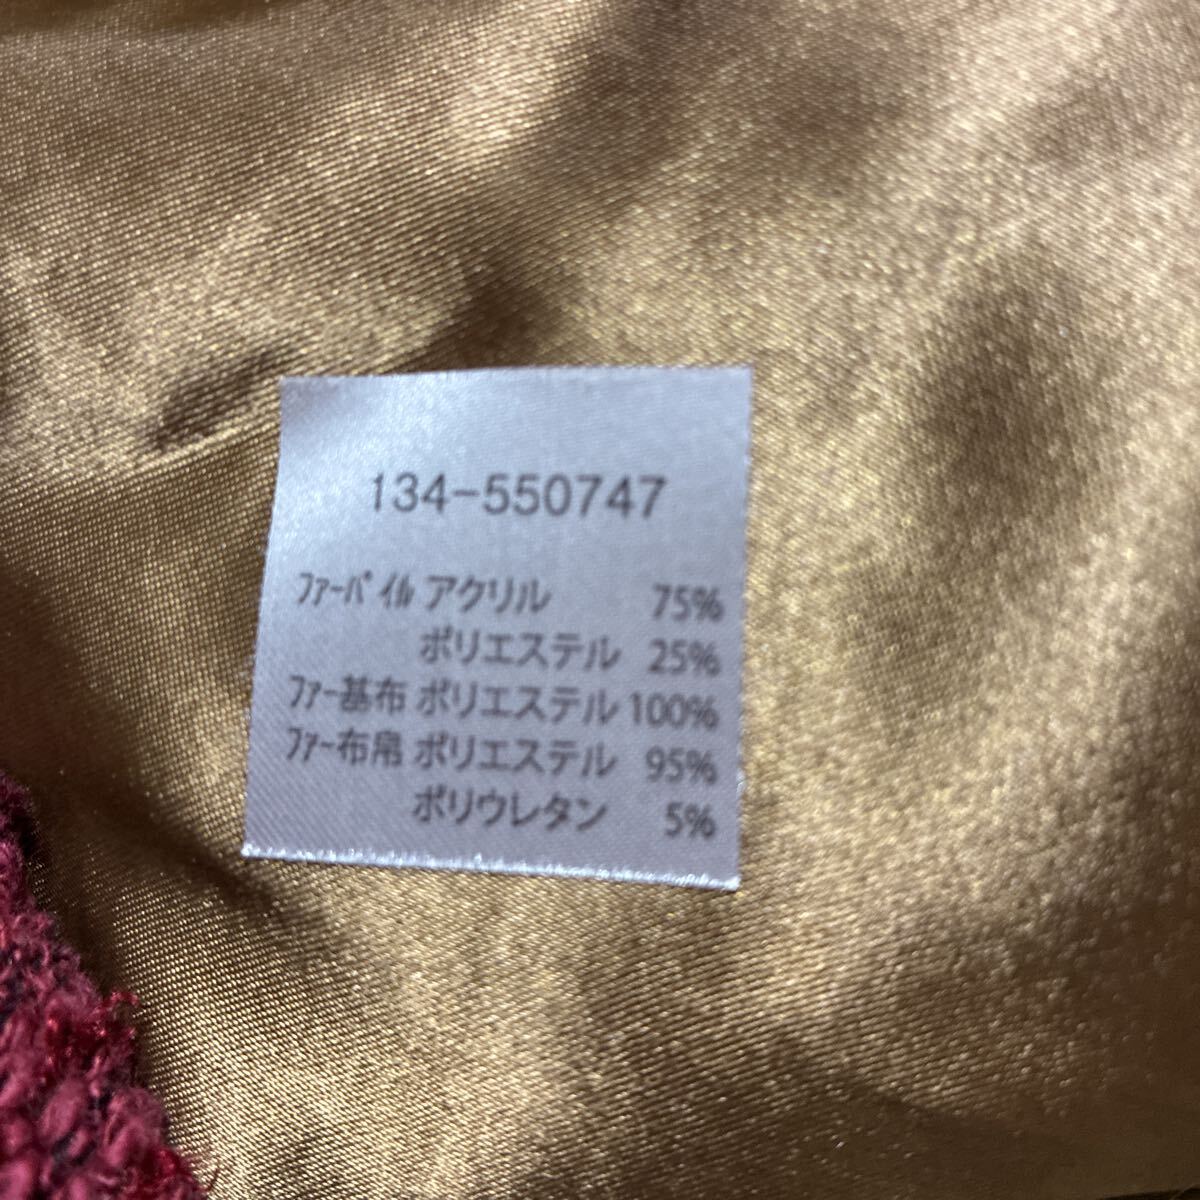 134-550747
ﾌｧｰﾊﾟｲﾙ アクリル 75%
ポリエステル 25%
ﾌｧｰ基布 ポリエステル 100%
ﾌｧｰ布帛 ポリエステル 95%
ポリウレタン 5%